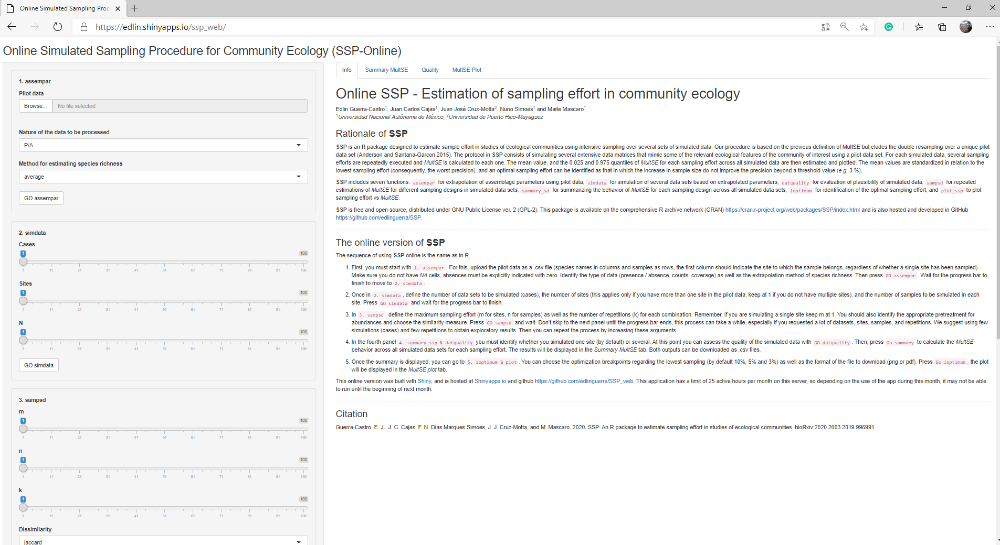 Online Simulated Sampling Proc
https://edlin.shinyapps.io/ssp_web/
Online Simulated Sampling Procedure for Community Ecology (SSP-Online)
1. assempar
Pilot data
Browse... No file selected
Nature of the data to be processed
P/A
Method for estimating species richness
average
GO assempar
2. simdata
Cases
1 100
1 11 21 31 41 51 61 71 81 91 100
Sites
1 100
1 11 21 31 41 51 61 71 81 91 100
N
1 100
1 11 21 31 41 51 61 71 81 91 100
GO simdata
3. sampsd
m
1 100
1 11 21 31 41 51 61 71 81 91 100
n
1 100
1 11 21 31 41 51 61 71 81 91 100
k
1 100
1 11 21 31 41 51 61 71 81 91 100
Dissimilarity
jaccard
Info Summary MultSE Quality MultSE Plot
Online SSP - Estimation of sampling effort in community ecology
Edlin Guerra-Castro1, Juan Carlos Cajas1, Juan José Cruz-Motta2, Nuno Simoes1 and Maite Mascaro1
1Universidad Nacional Autónoma de México, 2Universidad de Puerto Rico-Mayagüez
Rationale of SSP
SSP is an R package designed to estimate sample effort in studies of ecological communities using intensive sampling over several sets of simulated data. Our procedure is based on the previous definition of MultSE but eludes the double resampling over a unique pilot
data set (Anderson and Santana-Garcon 2015). The protocol in SSP consists of simulating several extensive data matrices that mimic some of the relevant ecological features of the community of interest using a pilot data set. For each simulated data, several sampling
efforts are repeatedly executed and MultSE is calculated to each one. The mean value, and the 0.025 and 0.975 quantiles of MultSE for each sampling effort across all simulated data are then estimated and plotted. The mean values are standardized in relation to the
lowest sampling effort (consequently, the worst precision), and an optimal sampling effort can be identified as that in which the increase in sample size do not improve the precision beyond a threshold value (e.g. 3 %).
SSP includes seven functions: assempar for extrapolation of assemblage parameters using pilot data; simdata for simulation of several data sets based on extrapolated parameters; datquality for evaluation of plausibility of simulated data; sampsd for repeated
estimations of MultSE for different sampling designs in simulated data sets; summary_sd for summarizing the behavior of MultSE for each sampling design across all simulated data sets, ioptimum for identification of the optimal sampling effort, and plot_ssp to plot
sampling effort vs MultSE.
SSP is free and open source, distributed under GNU Public License ver. 2 (GPL-2). This package is available on the comprehensive R archive network (CRAN) https://cran.r-project.org/web/packages/SSP/index.html and is also hosted and developed in GitHub
https://github.com/edlinguerra/SSP.
The online version of SSP
The sequence of using SSP online is the same as in R.
1. First, you must start with 1. assempar . For this, upload the pilot data as a .csv file (species names in columns and samples as rows, the first column should indicate the site to which the sample belongs, regardless of whether a single site has been sampled).
Make sure you do not have NA cells, absences must be explicitly indicated with zero. Identify the type of data (presence / absence, counts, coverage) as well as the extrapolation method of species richness. Then press GO assempar . Wait for the progress bar to
finish to move to 2. simdata .
2. Once in 2. simdata , define the number of data sets to be simulated (cases), the number of sites (this applies only if you have more than one site in the pilot data, keep at 1 if you do not have multiple sites), and the number of samples to be simulated in each
site. Press GO simdata and wait for the progress bar to finish.
3. In 3. sampsd , define the maximum sampling effort (m for sites, n for samples) as well as the number of repetitions (k) for each combination. Remember, if you are simulating a single site keep m at 1. You should also identify the appropriate pretreatment for
abundances and choose the similarity measure. Press GO sampsd and wait. Don't skip to the next panel until the progress bar ends, this process can take a while, especially if you requested a lot of datasets, sites, samples, and repetitions. We suggest using few
simulations (cases) and few repetitions to obtain exploratory results. Then you can repeat the process by increasing these arguments.
4. In the fourth panel 4. summary_ssp & datquality you must identify whether you simulated one site (by default) or several. At this point you can assess the quality of the simulated data with GO datquality . Then, press Go summary to calculate the MultSE
behavior across all simulated data sets for each sampling effort. The results will be displayed in the Summary MultSE tab. Both outputs can be downloaded as .csv files.
5. Once the summary is displayed, you can go to 5. ioptimum & plot . You can choose the optimization breakpoints regarding the lowest sampling (by default 10%, 5% and 3%) as well as the format of the file to download (png or pdf). Press Go ioptimum , the plot
will be displayed in the MultSE plot tab.
This online version was built with Shiny, and is hosted at Shinyapps.io and github https://github.com/edlinguerra/SSP_web. This application has a limit of 25 active hours per month on this server, so depending on the use of the app during this month, it may not be able
to run until the beginning of next month.
Citation
Guerra-Castro, E. J., J. C. Cajas, F. N. Dias Marques Simoes, J. J. Cruz-Motta, and M. Mascaro. 2020. SSP: An R package to estimate sampling effort in studies of ecological communities. bioRxiv:2020.2003.2019.996991.